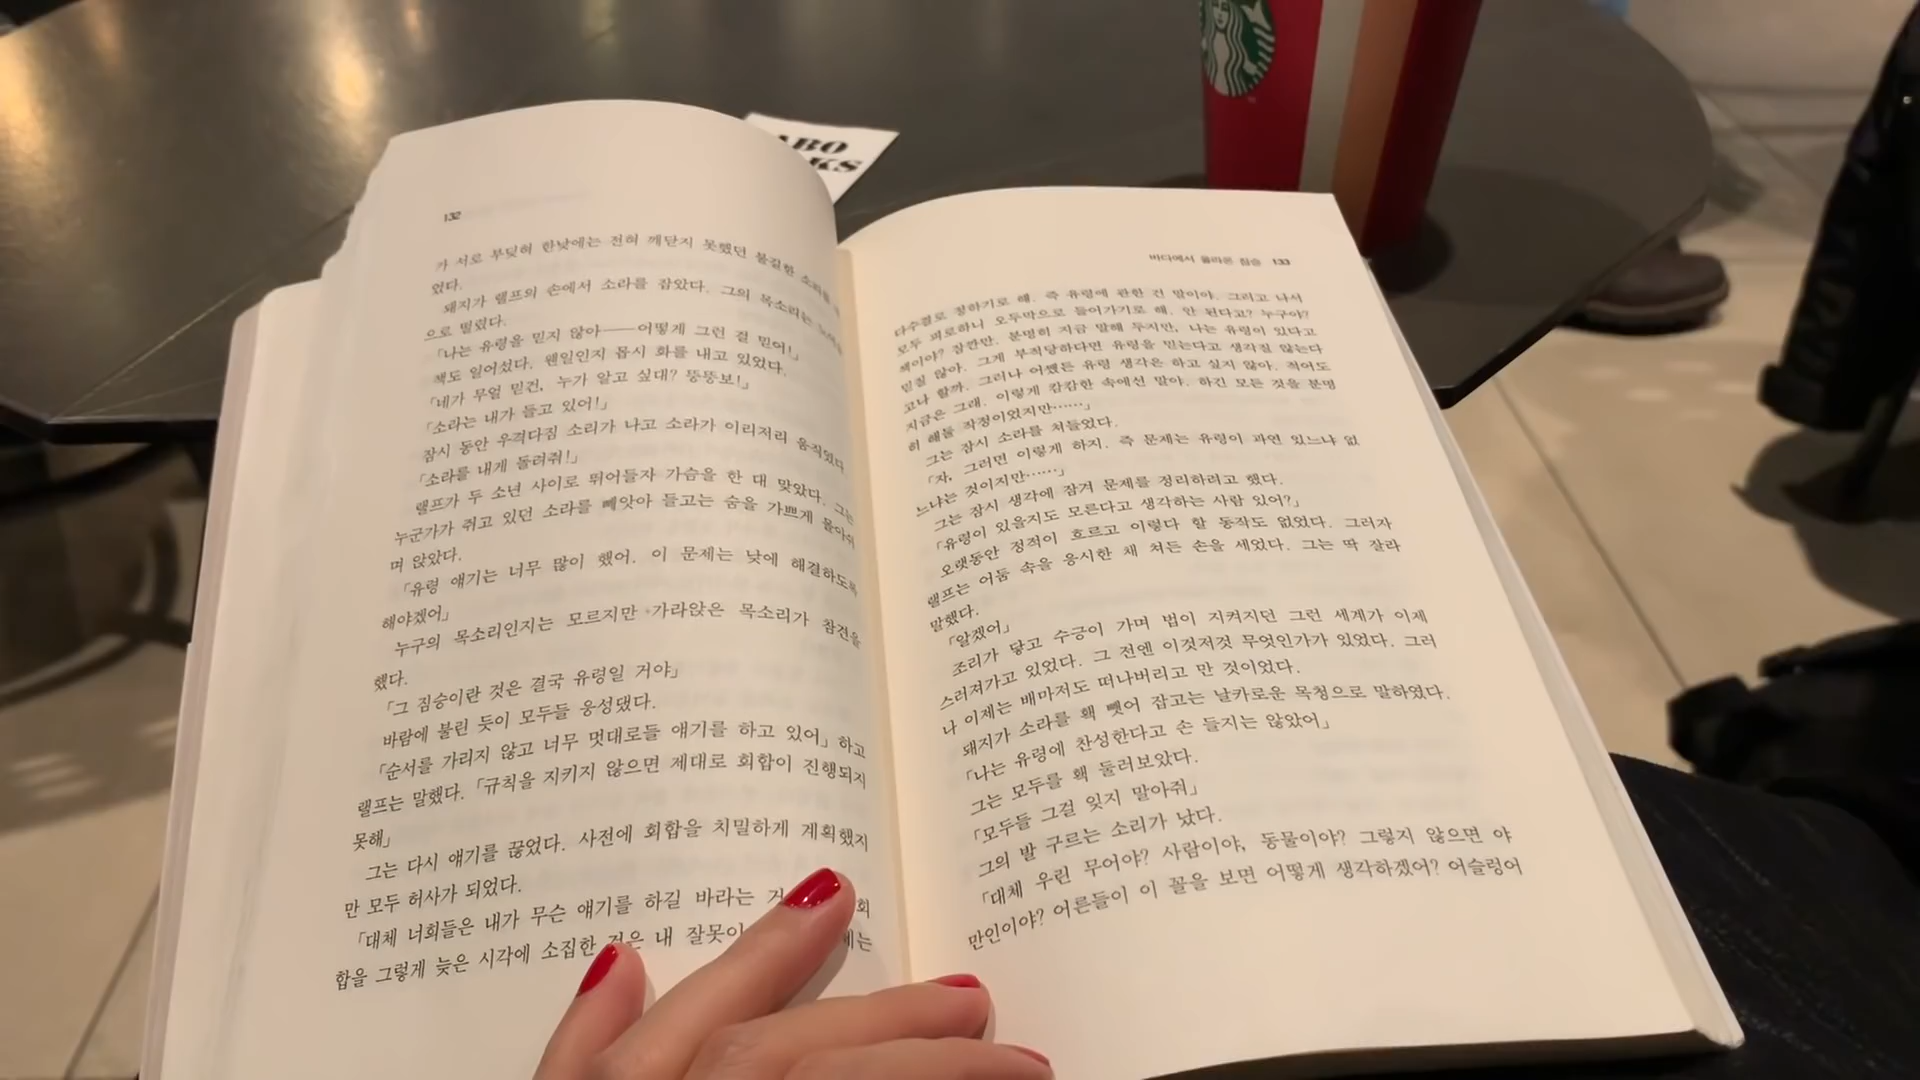 ABO
KS
132
가 서로 부딪혀 한낮에는 전혀 깨닫지 못했던 불길한 소리를
었다.
돼지가 랠프의 손에서 소라를 잡았다. 그의 목소리는
으로 떨렸다.
「나는 유령을 믿지 않아──어떻게 그런 걸 믿어!」
잭도 일어섰다. 웬일인지 몹시 화를 내고 있었다.
「네가 무얼 믿건, 누가 알고 싶대? 뚱뚱보!」
「소라는 내가 들고 있어!」
잠시 동안 우격다짐 소리가 나고 소라가 이리저리 움직였다.
「소라를 내게 돌려줘!」
랠프가 두 소년 사이로 뛰어들자 가슴을 한 대 맞았다. 그는
누군가가 쥐고 있던 소라를 빼앗아 들고는 숨을 가쁘게 몰아쉬
며 앉았다.
「유령 얘기는 너무 많이 했어. 이 문제는 낮에 해결하도록
해야겠어」
누구의 목소리인지는 모르지만 가라앉은 목소리가 참견을
했다.
「그 짐승이란 것은 결국 유령일 거야」
바람에 불린 듯이 모두들 웅성댔다.
「순서를 가리지 않고 너무 멋대로들 얘기를 하고 있어」 하고
랠프는 말했다. 「규칙을 지키지 않으면 제대로 회합이 진행되지
못해」
그는 다시 얘기를 끊었다. 사전에 회합을 치밀하게 계획했지
만 모두 허사가 되었다.
「대체 너희들은 내가 무슨 얘기를 하길 바라는 거 회
합을 그렇게 늦은 시각에 소집한 것은 내 잘못이 제는
바다에서 올라온 짐승 133
다수결로 정하기로 해. 즉 유령에 관한 건 말이야. 그리고 나서
모두 피로하니 오두막으로 들어가기로 해. 안 된다고? 누구야?
잭이야? 잠깐만. 분명히 지금 말해 두지만, 나는 유령이 있다고
믿질 않아. 그게 부적당하다면 유령을 믿는다고 생각질 않는다
고나 할까. 그러나 어쨌든 유령 생각은 하고 싶지 않아. 적어도
지금은 그래. 이렇게 캄캄한 속에선 말아. 하긴 모든 것을 분명
히 해둘 작정이었지만……」
그는 잠시 소라를 쳐들었다.
「자, 그러면 이렇게 하지. 즉 문제는 유령이 과연 있느냐 없
느냐는 것이지만……」
그는 잠시 생각에 잠겨 문제를 정리하려고 했다.
「유령이 있을지도 모른다고 생각하는 사람 있어?」
오랫동안 정적이 흐르고 이렇다 할 동작도 없었다. 그러자
랠프는 어둠 속을 응시한 채 쳐든 손을 세었다. 그는 딱 잘라
말했다.
「알겠어」
조리가 닿고 수긍이 가며 법이 지켜지던 그런 세계가 이제
스러져가고 있었다. 그 전엔 이것저것 무엇인가가 있었다. 그러
나 이제는 배마저도 떠나버리고 만 것이었다.
돼지가 소라를 홱 뺏어 잡고는 날카로운 목청으로 말하였다.
「나는 유령에 찬성한다고 손 들지는 않았어」
그는 모두를 홱 둘러보았다.
「모두들 그걸 잊지 말아줘」
그의 발 구르는 소리가 났다.
「대체 우린 무어야? 사람이야, 동물이야? 그렇지 않으면 야
만인이야? 어른들이 이 꼴을 보면 어떻게 생각하겠어? 어슬렁어